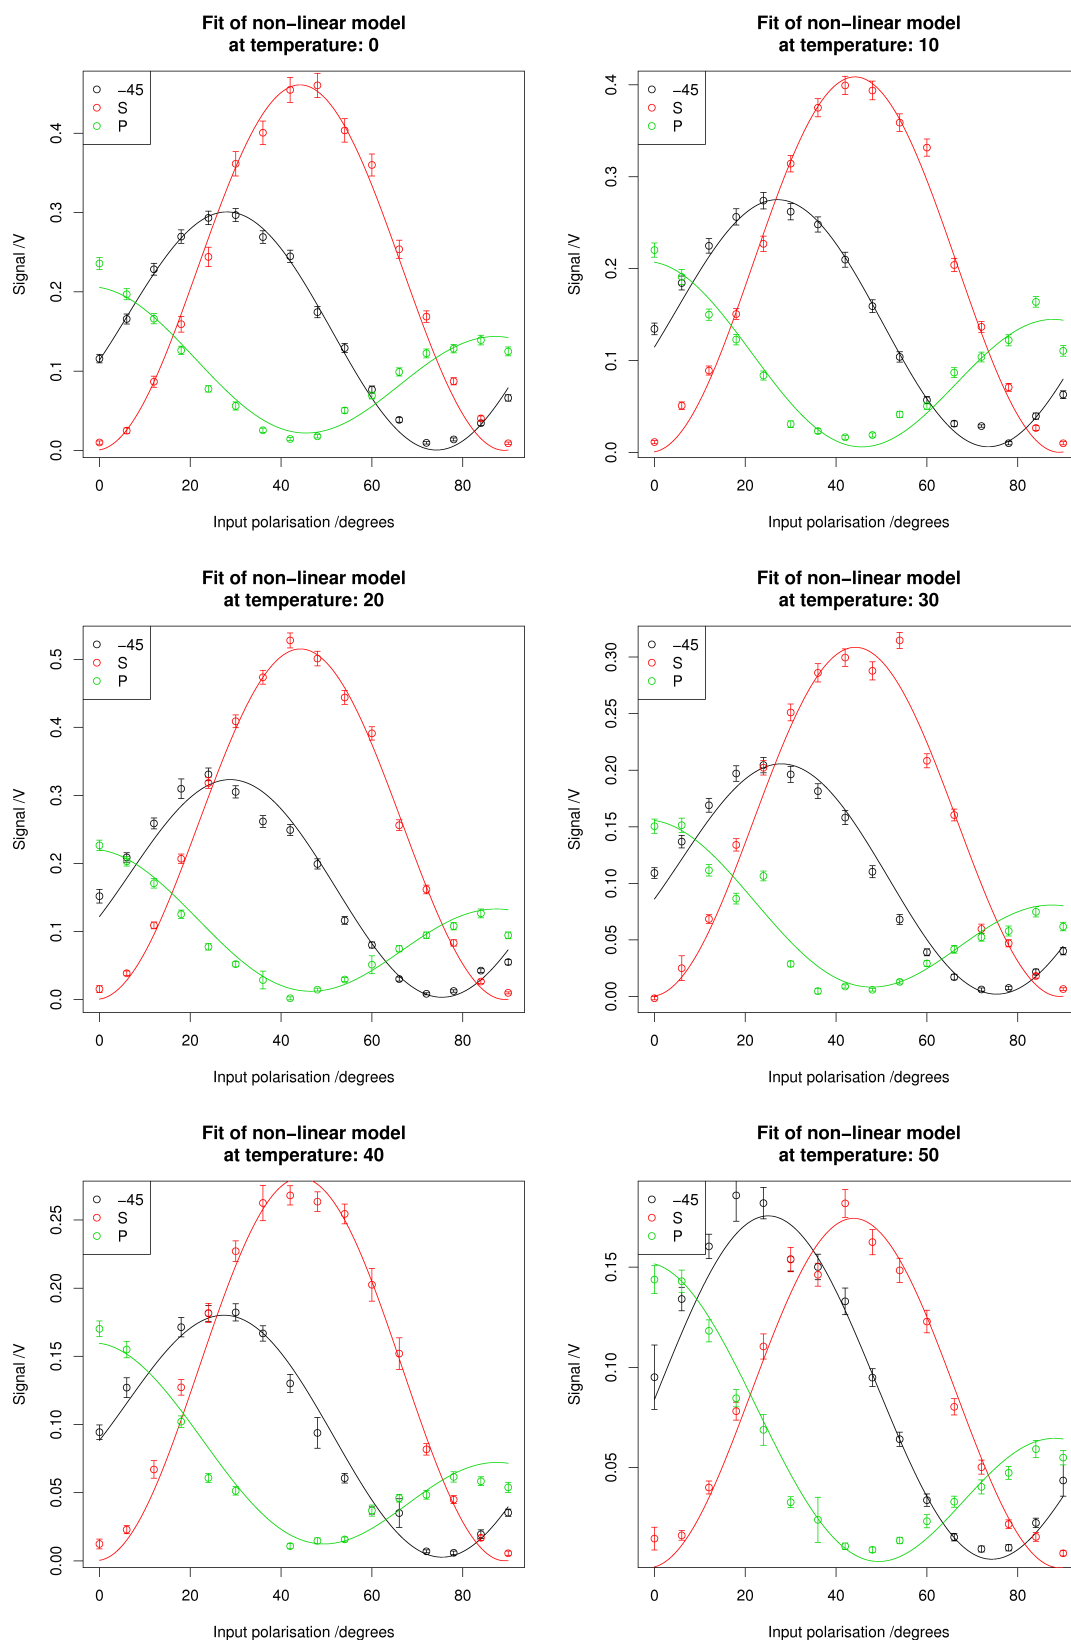 Fit of non−linear model
at temperature: 0
−45
S
P
Signal /V
0.0
0.1
0.2
0.3
0.4
0 20 40 60 80
Input polarisation /degrees
Fit of non−linear model
at temperature: 10
−45
S
P
Signal /V
0.0
0.1
0.2
0.3
0.4
0 20 40 60 80
Input polarisation /degrees
Fit of non−linear model
at temperature: 20
−45
S
P
Signal /V
0.0
0.1
0.2
0.3
0.4
0.5
0 20 40 60 80
Input polarisation /degrees
Fit of non−linear model
at temperature: 30
−45
S
P
Signal /V
0.00
0.05
0.10
0.15
0.20
0.25
0.30
0 20 40 60 80
Input polarisation /degrees
Fit of non−linear model
at temperature: 40
−45
S
P
Signal /V
0.00
0.05
0.10
0.15
0.20
0.25
0 20 40 60 80
Input polarisation /degrees
Fit of non−linear model
at temperature: 50
−45
S
P
Signal /V
0.05
0.10
0.15
0 20 40 60 80
Input polarisation /degrees